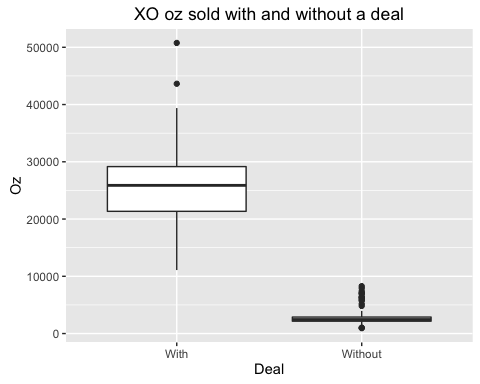 XO oz sold with and without a deal
50000
40000
30000
20000
10000
0
Oz
With Without
Deal